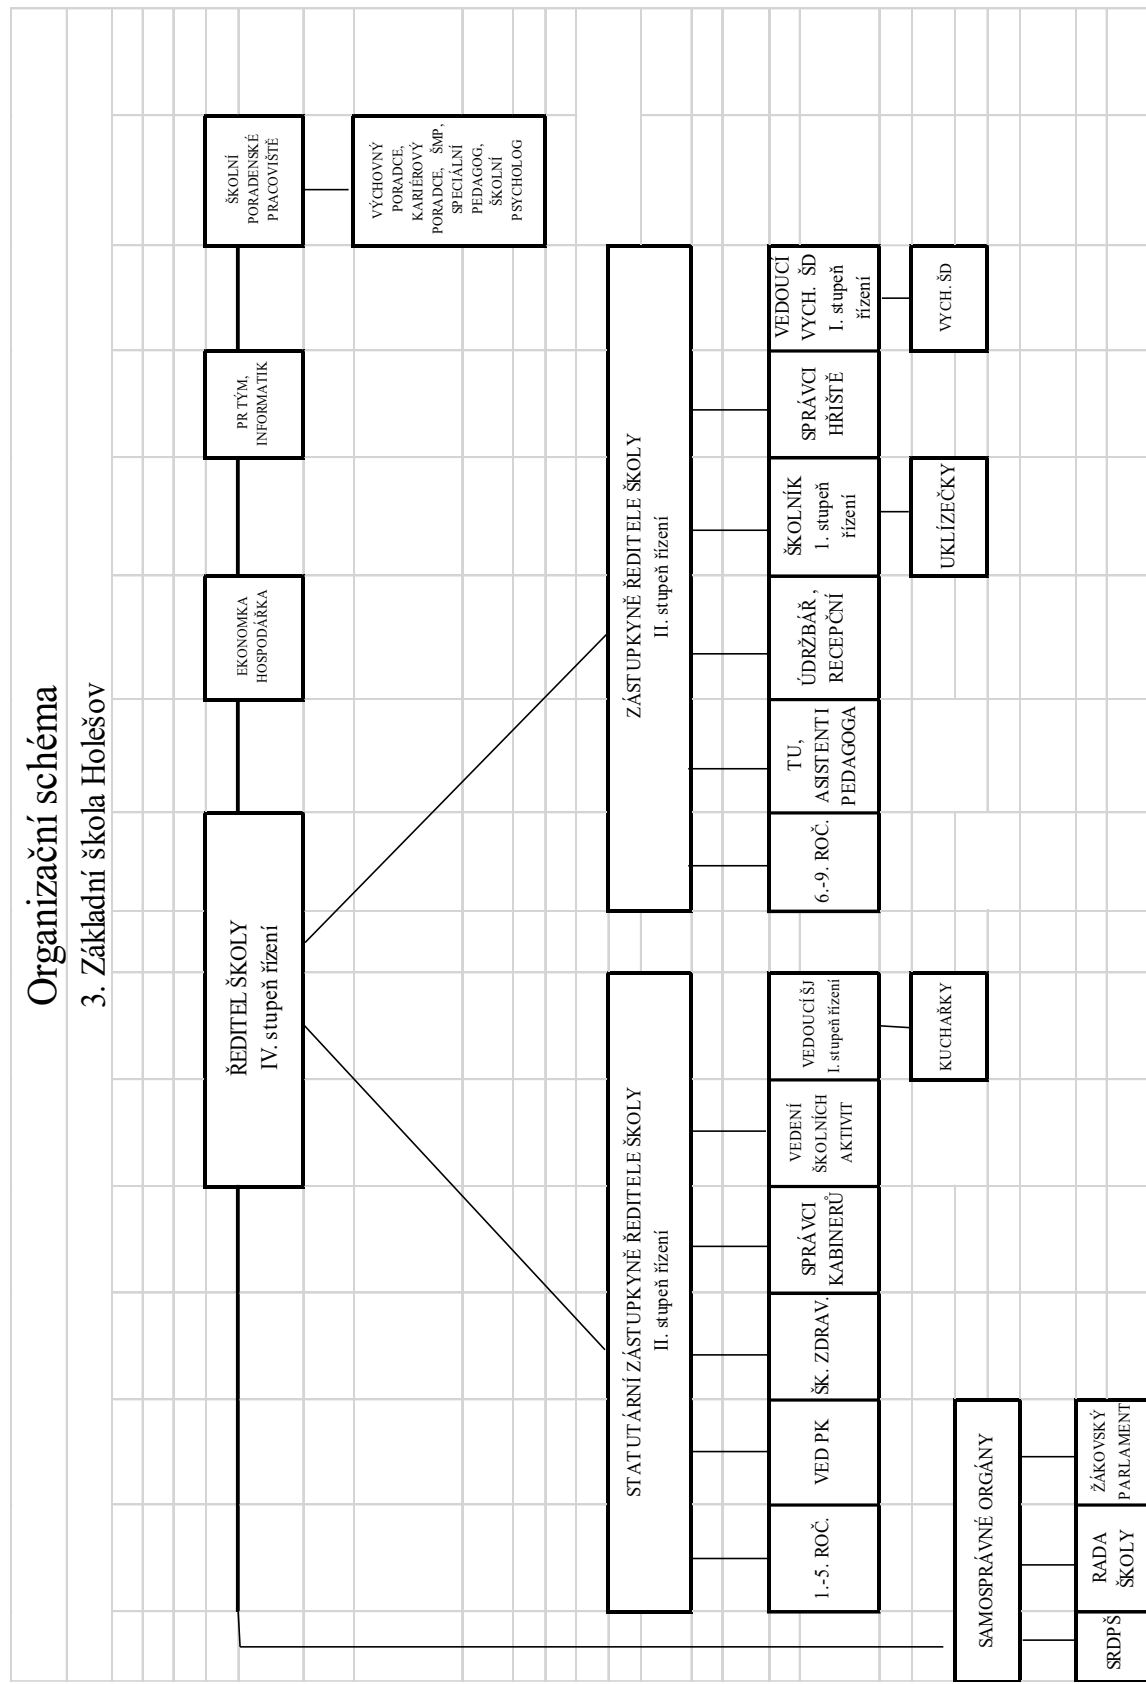 Organizační schéma
3. Základní škola Holešov
ŘEDITEL ŠKOLY
IV. stupeň řízení
EKONOMKA
HOSPODÁŘKA
PR TÝM,
INFORMATIK
ŠKOLNÍ
PORADENSKÉ
PRACOVIŠTĚ
VÝCHOVNÝ
PORADCE,
KARIÉROVÝ
PORADCE, ŠMP,
SPECIÁLNÍ
PEDAGOG,
ŠKOLNÍ
PSYCHOLOG
STATUTÁRNÍ ZÁSTUPKYNĚ ŘEDITELE ŠKOLY
II. stupeň řízení
ZÁSTUPKYNĚ ŘEDITELE ŠKOLY
II. stupeň řízení
1.-5. ROČ.
VED PK
ŠK. ZDRAV.
SPRÁVCI
KABINERŮ
VEDENÍ
ŠKOLNÍCH
AKTIVIT
VEDOUCÍ ŠJ
I. stupeň řízení
6.-9. ROČ.
TU,
ASISTENTI
PEDAGOGA
ÚDRŽBÁŘ,
RECEPČNÍ
ŠKOLNÍK
1. stupeň
řízení
SPRÁVCI
HŘIŠTĚ
VEDOUCÍ
VYCH. ŠD
I. stupeň
řízení
KUCHAŘKY
UKLÍZEČKY
VYCH. ŠD
SAMOSPRÁVNÉ ORGÁNY
SRDPŠ
RADA
ŠKOLY
ŽÁKOVSKÝ
PARLAMENT